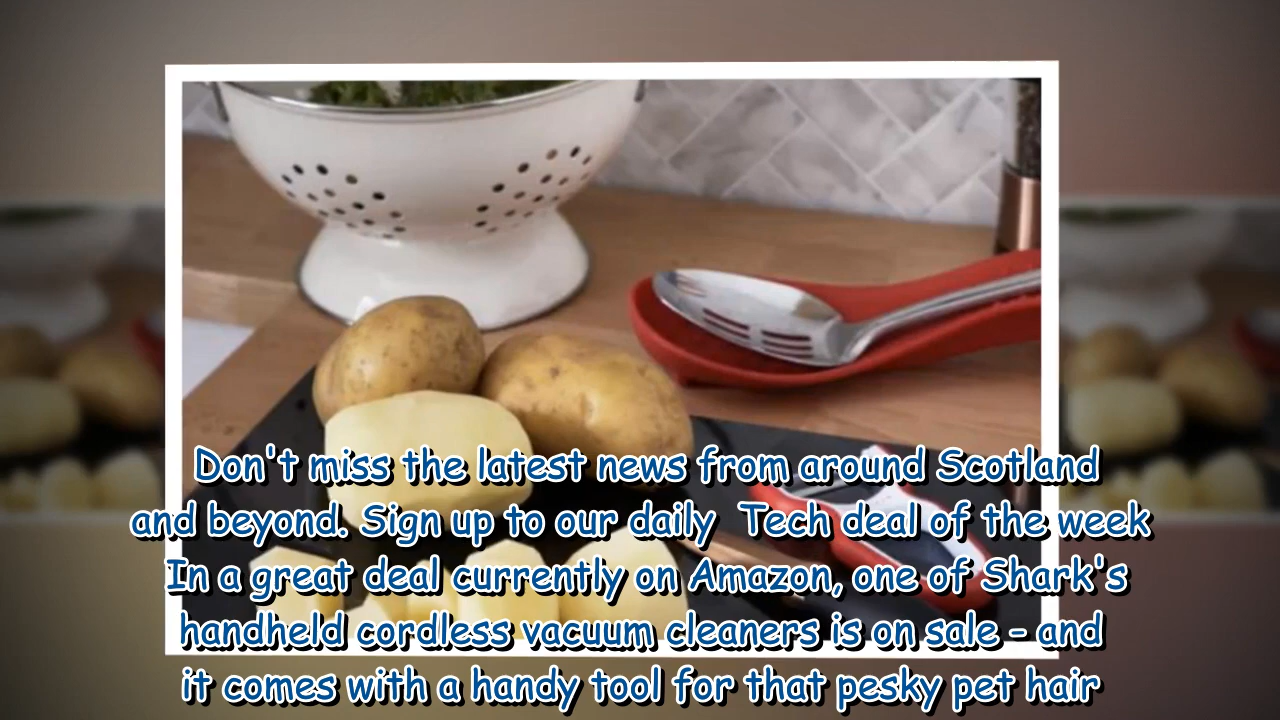 Don't miss the latest news from around Scotland
and beyond. Sign up to our daily  Tech deal of the week
In a great deal currently on Amazon, one of Shark's
handheld cordless vacuum cleaners is on sale - and
it comes with a handy tool for that pesky pet hair